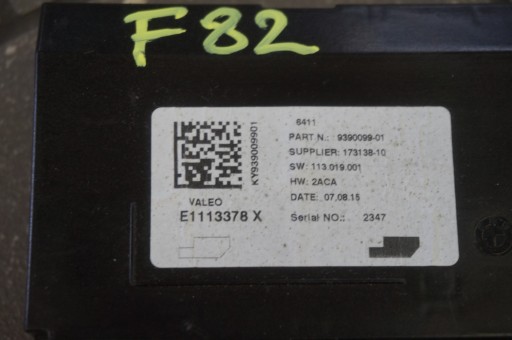 F82
6411
PART N.: 9390099-01
SUPPLIER: 173138-10
SW: 113.019.001
HW: 2ACA
DATE: 07.08.15
Serial NO.: 2347
KY939009901
VALEO
E1113378 X